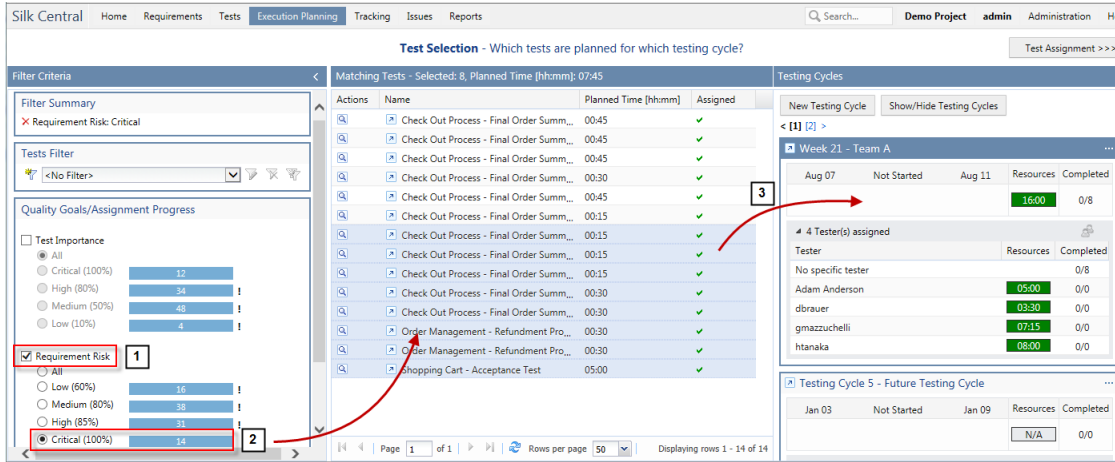 Silk Central Home Requirements Tests Execution Planning Tracking Issues Reports Search... Demo Project admin Administration
Test Selection - Which tests are planned for which testing cycle? Test Assignment >>>
Filter Criteria
Filter Summary
Requirement Risk: Critical
Tests Filter
<No Filter>
Quality Goals/Assignment Progress
Test Importance
All
Critical (100%) 12
High (80%) 34 !
Medium (50%) 48 !
Low (10%) 4 !
Requirement Risk 1
All
Low (60%) 16 !
Medium (80%) 38 !
High (85%) 31 !
Critical (100%) 14 2
Matching Tests - Selected: 8, Planned Time [hh:mm]: 07:45
Actions Name Planned Time [hh:mm] Assigned
Check Out Process - Final Order Summ... 00:45
Check Out Process - Final Order Summ... 00:45
Check Out Process - Final Order Summ... 00:45
Check Out Process - Final Order Summ... 00:30
Check Out Process - Final Order Summ... 00:45
Check Out Process - Final Order Summ... 00:15
Check Out Process - Final Order Summ... 00:15
Check Out Process - Final Order Summ... 00:15
Check Out Process - Final Order Summ... 00:15
Check Out Process - Final Order Summ... 00:30
Check Out Process - Final Order Summ... 00:30
Order Management - Refundment Pro... 00:30
Order Management - Refundment Pro... 00:30
Shopping Cart - Acceptance Test 05:00
Page 1 of 1 Rows per page 50 Displaying rows 1 - 14 of 14
3
Testing Cycles
New Testing Cycle Show/Hide Testing Cycles
< [1] [2] >
Week 21 - Team A ...
Aug 07 Not Started Aug 11 Resources Completed
16:00 0/8
4 Tester(s) assigned
Tester Resources Completed
No specific tester 0/8
Adam Anderson 05:00 0/0
dbrauer 03:30 0/0
gmazzuchelli 07:15 0/0
htanaka 08:00 0/0
Testing Cycle 5 - Future Testing Cycle ...
Jan 03 Not Started Jan 09 Resources Completed
N/A 0/0